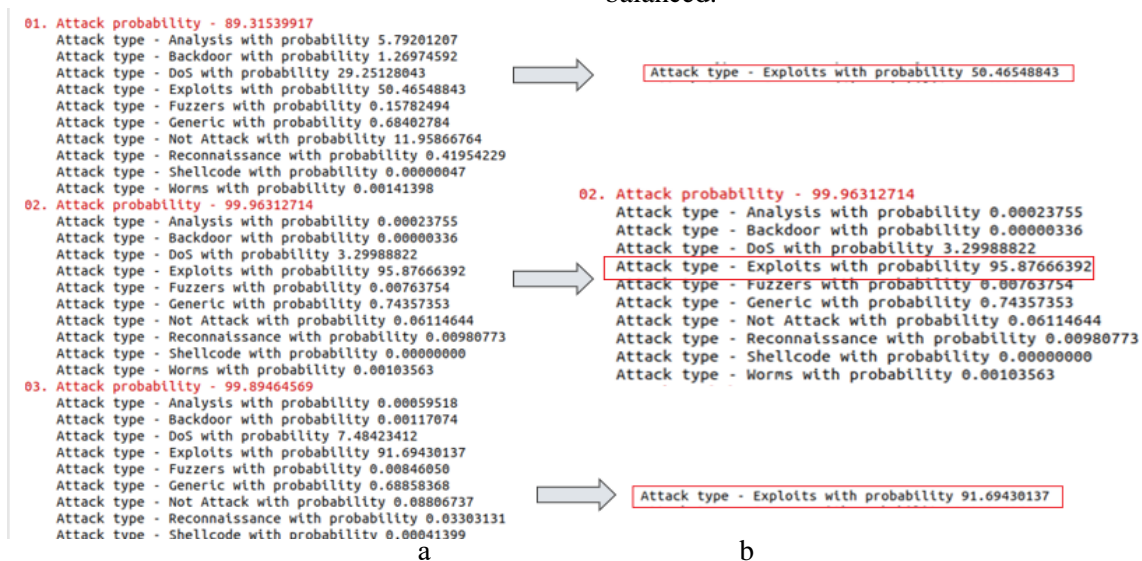 balanced.
01. Attack probability - 89.31539917
Attack type - Analysis with probability 5.79201207
Attack type - Backdoor with probability 1.26974592
Attack type - DoS with probability 29.25128043
Attack type - Exploits with probability 50.46548843
Attack type - Fuzzers with probability 0.15782494
Attack type - Generic with probability 0.68402784
Attack type - Not Attack with probability 11.95866764
Attack type - Reconnaissance with probability 0.41954229
Attack type - Shellcode with probability 0.00000047
Attack type - Worms with probability 0.00141398
02. Attack probability - 99.96312714
Attack type - Analysis with probability 0.00023755
Attack type - Backdoor with probability 0.00000336
Attack type - DoS with probability 3.29988822
Attack type - Exploits with probability 95.87666392
Attack type - Fuzzers with probability 0.00763754
Attack type - Generic with probability 0.74357353
Attack type - Not Attack with probability 0.06114644
Attack type - Reconnaissance with probability 0.00980773
Attack type - Shellcode with probability 0.00000000
Attack type - Worms with probability 0.00103563
03. Attack probability - 99.89464569
Attack type - Analysis with probability 0.00059518
Attack type - Backdoor with probability 0.00117074
Attack type - DoS with probability 7.48423412
Attack type - Exploits with probability 91.69430137
Attack type - Fuzzers with probability 0.00846050
Attack type - Generic with probability 0.68858368
Attack type - Not Attack with probability 0.08806737
Attack type - Reconnaissance with probability 0.03303131
Attack type - Shellcode with probability 0.00041399
a
Attack type - Exploits with probability 50.46548843
02. Attack probability - 99.96312714
Attack type - Analysis with probability 0.00023755
Attack type - Backdoor with probability 0.00000336
Attack type - DoS with probability 3.29988822
Attack type - Exploits with probability 95.87666392
Attack type - Fuzzers with probability 0.00763754
Attack type - Generic with probability 0.74357353
Attack type - Not Attack with probability 0.06114644
Attack type - Reconnaissance with probability 0.00980773
Attack type - Shellcode with probability 0.00000000
Attack type - Worms with probability 0.00103563
Attack type - Exploits with probability 91.69430137
b